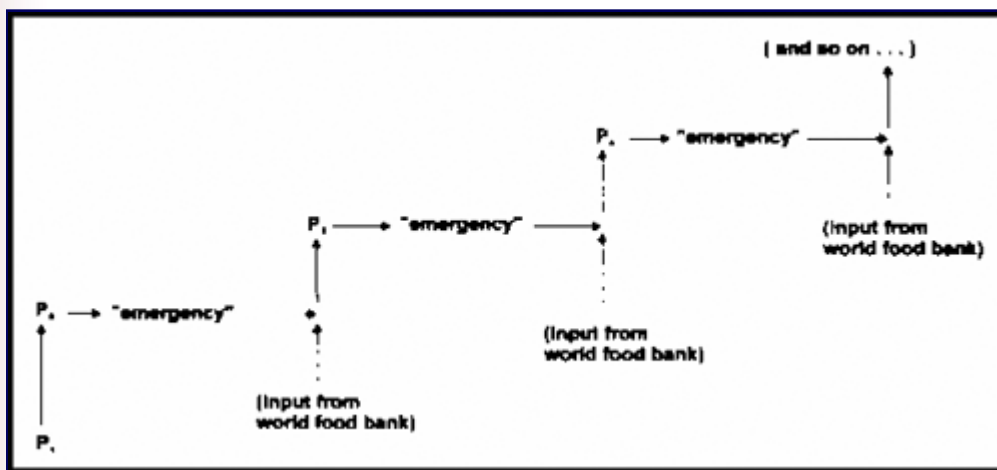 ( and so on . . . )
P "emergency"
(input from
world food bank)
P "emergency"
(input from
world food bank)
P "emergency"
(input from
world food bank)
P